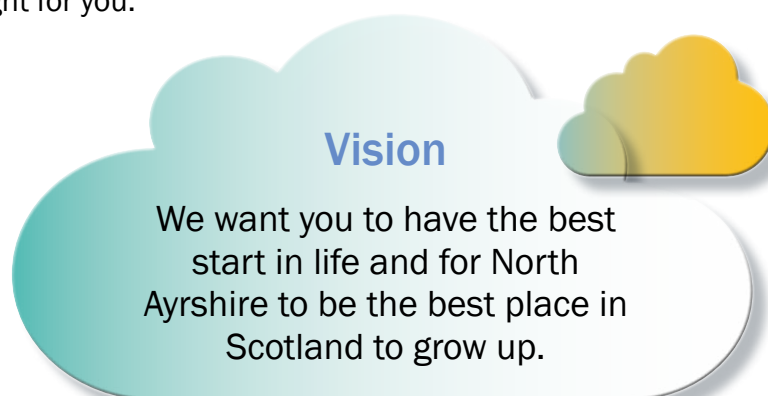 for you.
Vision
We want you to have the best
start in life and for North
Ayrshire to be the best place in
Scotland to grow up.